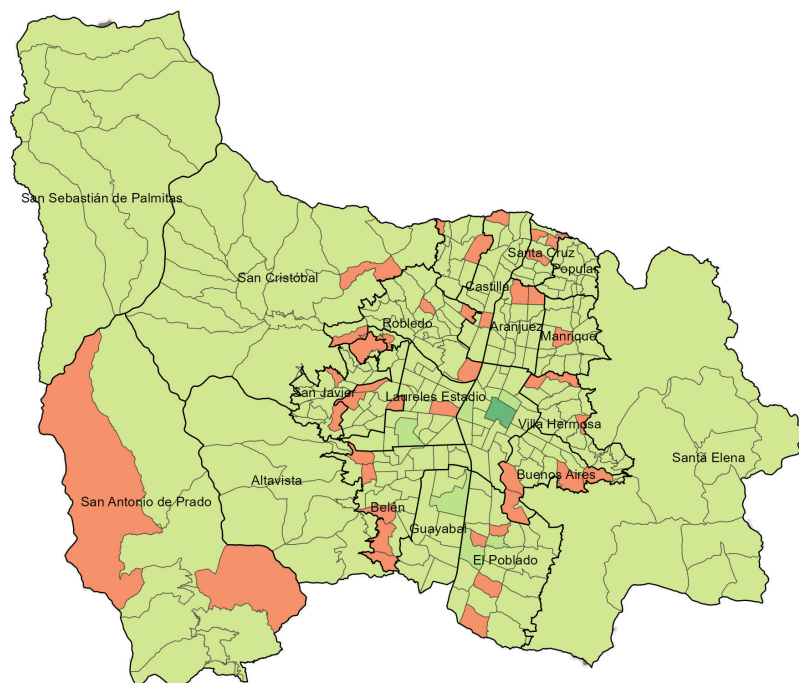 San Sebastián de Palmitas
San Cristóbal
Santa Cruz
Popular
Castilla
Robledo
Aranjuez
Manrique
San Javier
Laureles Estadio
Villa Hermosa
Santa Elena
Altavista
Buenos Aires
San Antonio de Prado
Belén
Guayabal
El Poblado